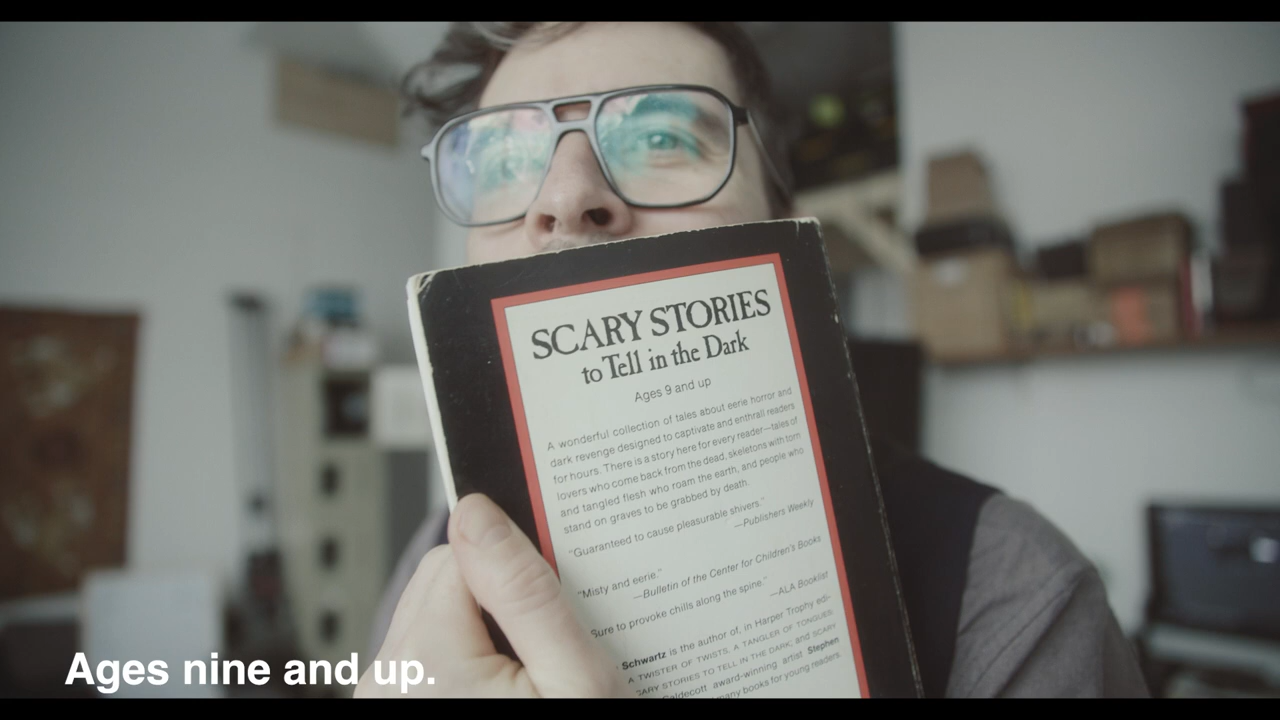 SCARY STORIES
to Tell in the Dark
Ages 9 and up
A wonderful collection of tales about eerie horror and
dark revenge designed to captivate and enthrall readers
for hours. There is a story here for every reader—tales of
lovers who come back from the dead, skeletons with torn
and tangled flesh who roam the earth, and people who
stand on graves to be grabbed by death.
"Guaranteed to cause pleasurable shivers."
—Publishers Weekly
"Misty and eerie."
—Bulletin of the Center for Children's Books
Sure to provoke chills along the spine."
—ALA Booklist
Schwartz is the author of, in Harper Trophy edi-
A TWISTER OF TWISTS, A TANGLER OF TONGUES;
SCARY STORIES TO TELL IN THE DARK; and SCARY
Caldecott award-winning artist Stephen
many books for young readers.
Ages nine and up.